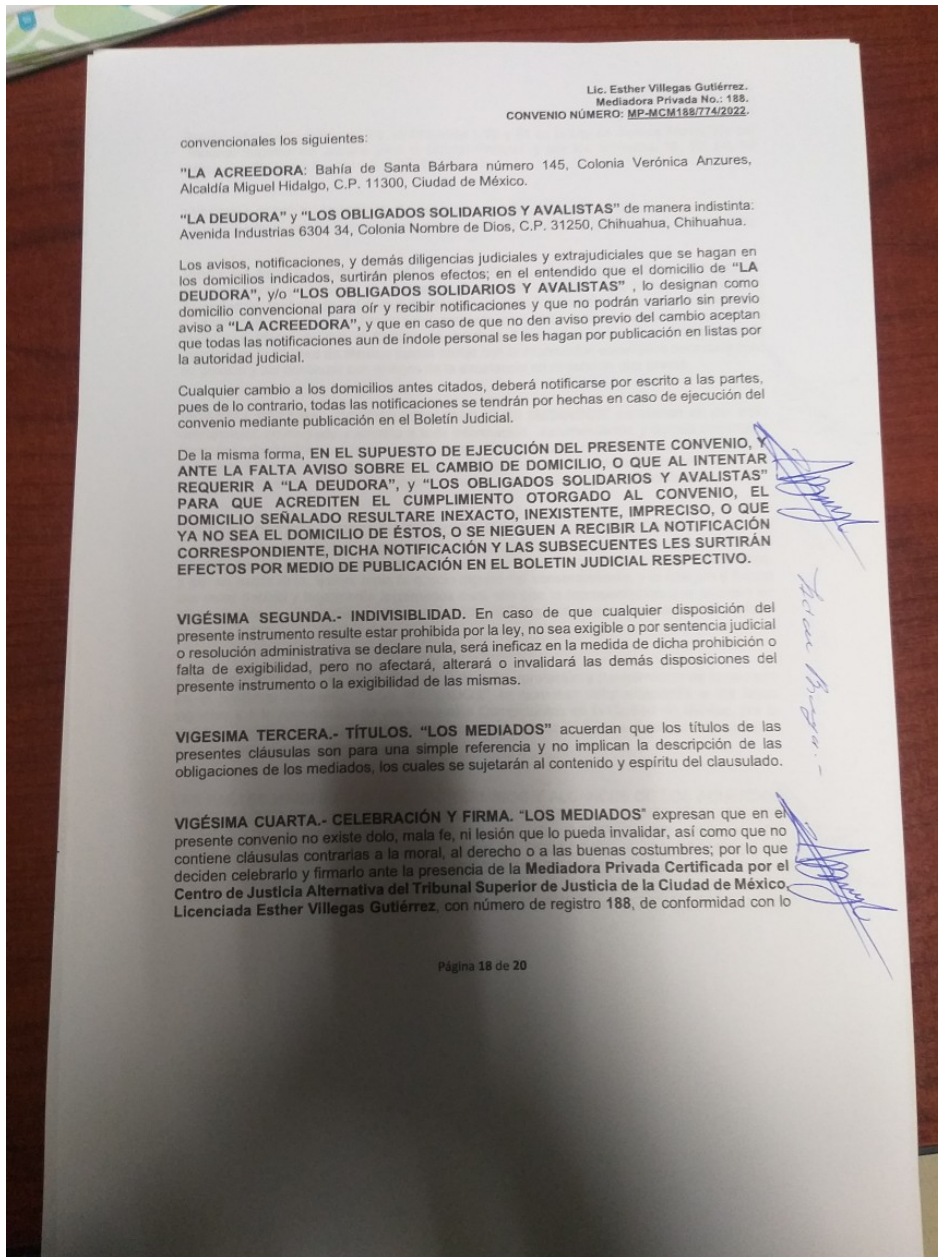 Lic. Esther Villegas Gutiérrez.
Mediadora Privada No.: 188.
CONVENIO NÚMERO: MP-MCM188/774/2022.
convencionales los siguientes:
"LA ACREEDORA: Bahía de Santa Bárbara número 145, Colonia Verónica Anzures,
Alcaldía Miguel Hidalgo, C.P. 11300, Ciudad de México.
“LA DEUDORA” y “LOS OBLIGADOS SOLIDARIOS Y AVALISTAS” de manera indistinta:
Avenida Industrias 6304 34, Colonia Nombre de Dios, C.P. 31250, Chihuahua, Chihuahua.
Los avisos, notificaciones, y demás diligencias judiciales y extrajudiciales que se hagan en
los domicilios indicados, surtirán plenos efectos; en el entendido que el domicilio de “LA
DEUDORA”, y/o “LOS OBLIGADOS SOLIDARIOS Y AVALISTAS” , lo designan como
domicilio convencional para oír y recibir notificaciones y que no podrán variarlo sin previo
aviso a “LA ACREEDORA”, y que en caso de que no den aviso previo del cambio aceptan
que todas las notificaciones aun de índole personal se les hagan por publicación en listas por
la autoridad judicial.
Cualquier cambio a los domicilios antes citados, deberá notificarse por escrito a las partes,
pues de lo contrario, todas las notificaciones se tendrán por hechas en caso de ejecución del
convenio mediante publicación en el Boletín Judicial.
De la misma forma, EN EL SUPUESTO DE EJECUCIÓN DEL PRESENTE CONVENIO, Y
ANTE LA FALTA AVISO SOBRE EL CAMBIO DE DOMICILIO, O QUE AL INTENTAR
REQUERIR A “LA DEUDORA”, y “LOS OBLIGADOS SOLIDARIOS Y AVALISTAS”
PARA QUE ACREDITEN EL CUMPLIMIENTO OTORGADO AL CONVENIO, EL
DOMICILIO SEÑALADO RESULTARE INEXACTO, INEXISTENTE, IMPRECISO, O QUE
YA NO SEA EL DOMICILIO DE ÉSTOS, O SE NIEGUEN A RECIBIR LA NOTIFICACIÓN
CORRESPONDIENTE, DICHA NOTIFICACIÓN Y LAS SUBSECUENTES LES SURTIRÁN
EFECTOS POR MEDIO DE PUBLICACIÓN EN EL BOLETIN JUDICIAL RESPECTIVO.
VIGÉSIMA SEGUNDA.- INDIVISIBLIDAD. En caso de que cualquier disposición del
presente instrumento resulte estar prohibida por la ley, no sea exigible o por sentencia judicial
o resolución administrativa se declare nula, será ineficaz en la medida de dicha prohibición o
falta de exigibilidad, pero no afectará, alterará o invalidará las demás disposiciones del
presente instrumento o la exigibilidad de las mismas.
VIGESIMA TERCERA.- TÍTULOS. “LOS MEDIADOS” acuerdan que los títulos de las
presentes cláusulas son para una simple referencia y no implican la descripción de las
obligaciones de los mediados, los cuales se sujetarán al contenido y espíritu del clausulado.
VIGÉSIMA CUARTA.- CELEBRACIÓN Y FIRMA. “LOS MEDIADOS” expresan que en el
presente convenio no existe dolo, mala fe, ni lesión que lo pueda invalidar, así como que no
contiene cláusulas contrarias a la moral, al derecho o a las buenas costumbres; por lo que
deciden celebrarlo y firmarlo ante la presencia de la Mediadora Privada Certificada por el
Centro de Justicia Alternativa del Tribunal Superior de Justicia de la Ciudad de México,
Licenciada Esther Villegas Gutiérrez, con número de registro 188, de conformidad con lo
Página 18 de 20